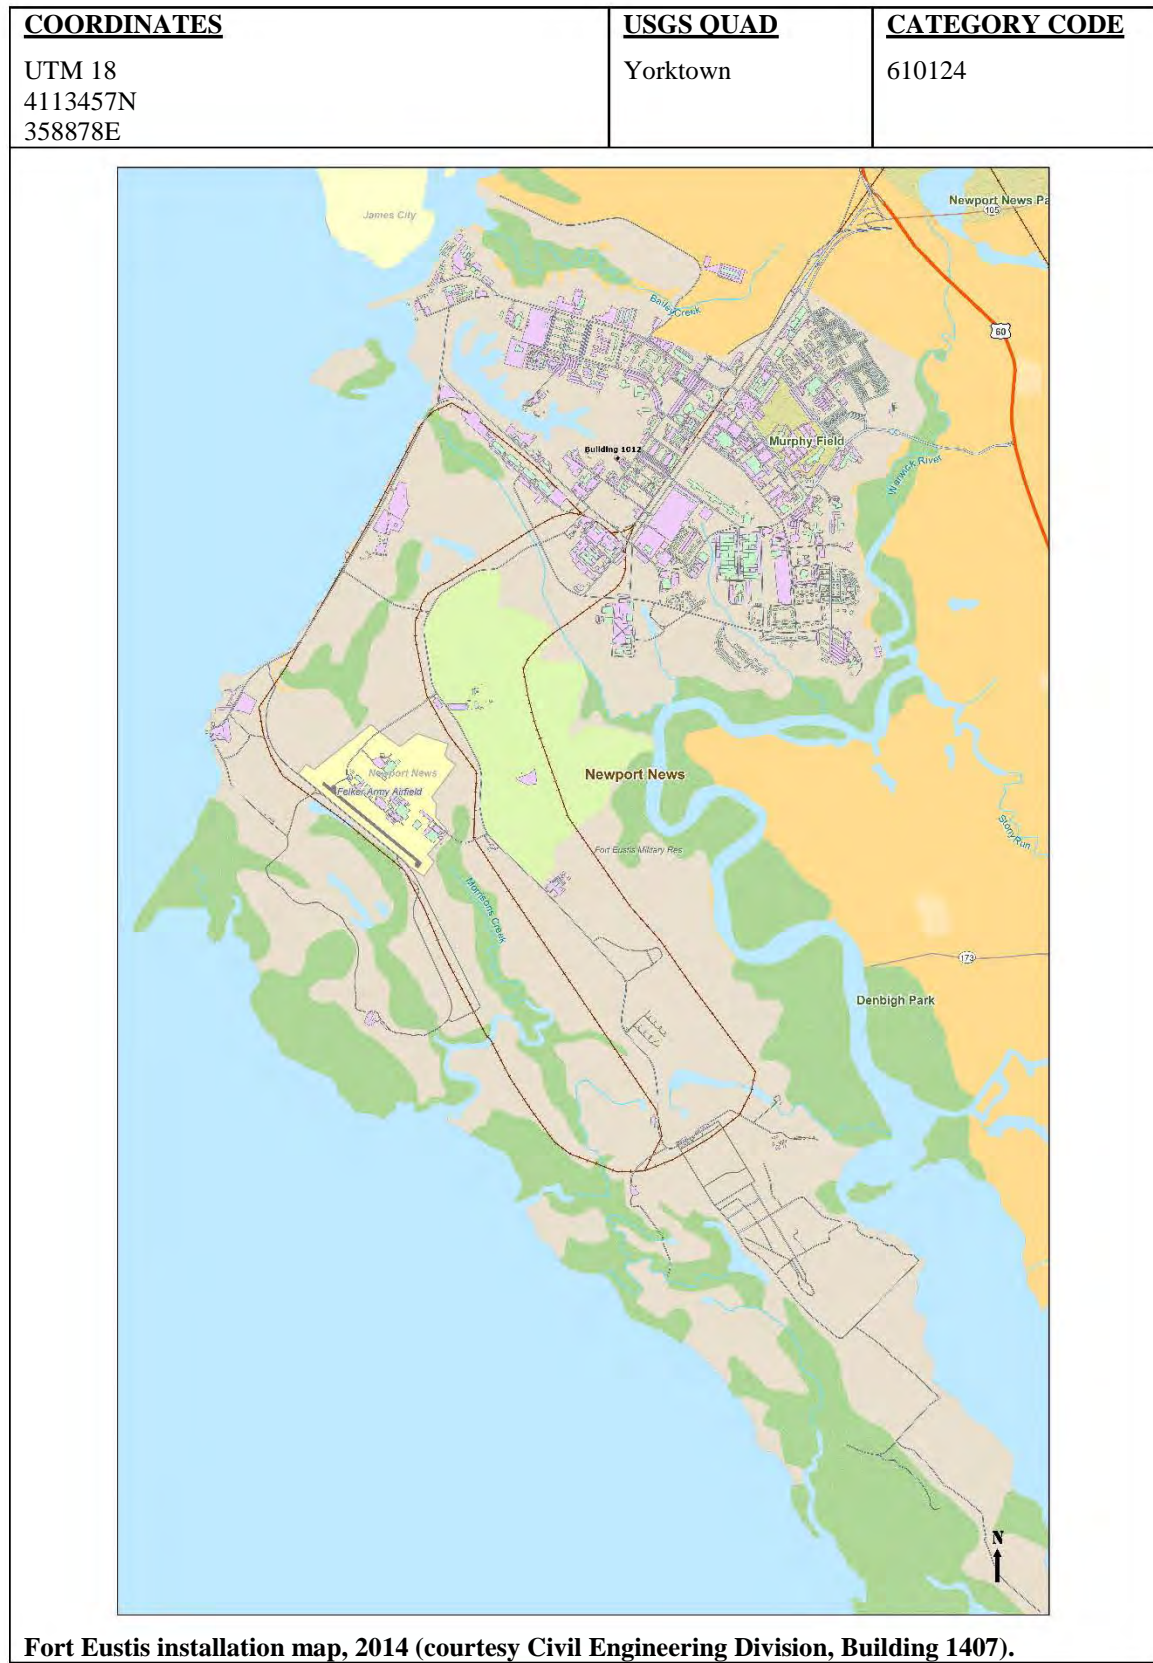 COORDINATES
UTM 18
4113457N
358878E
USGS QUAD
Yorktown
CATEGORY CODE
610124
James City
Newport News Pa
105
Bailey Creek
60
Murphy Field
Building 1012
Warwick River
Newport News
Felker Army Airfield
Newport News
Stony Run
Fort Eustis Military Res
Morrisons Creek
173
Denbigh Park
N
Fort Eustis installation map, 2014 (courtesy Civil Engineering Division, Building 1407).